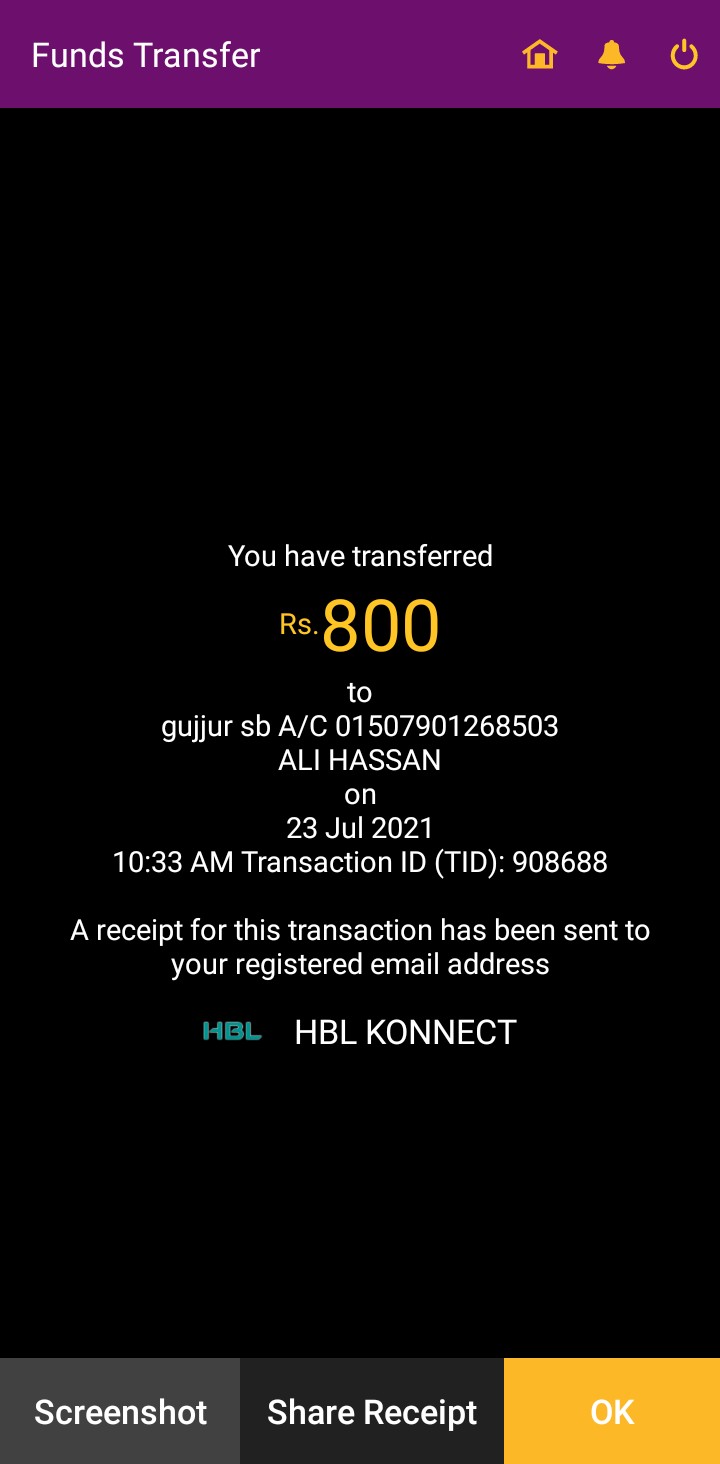 Funds Transfer
You have transferred
Rs.800
to
gujjur sb A/C 01507901268503
ALI HASSAN
on
23 Jul 2021
10:33 AM Transaction ID (TID): 908688
A receipt for this transaction has been sent to
your registered email address
HBL HBL KONNECT
Screenshot Share Receipt OK